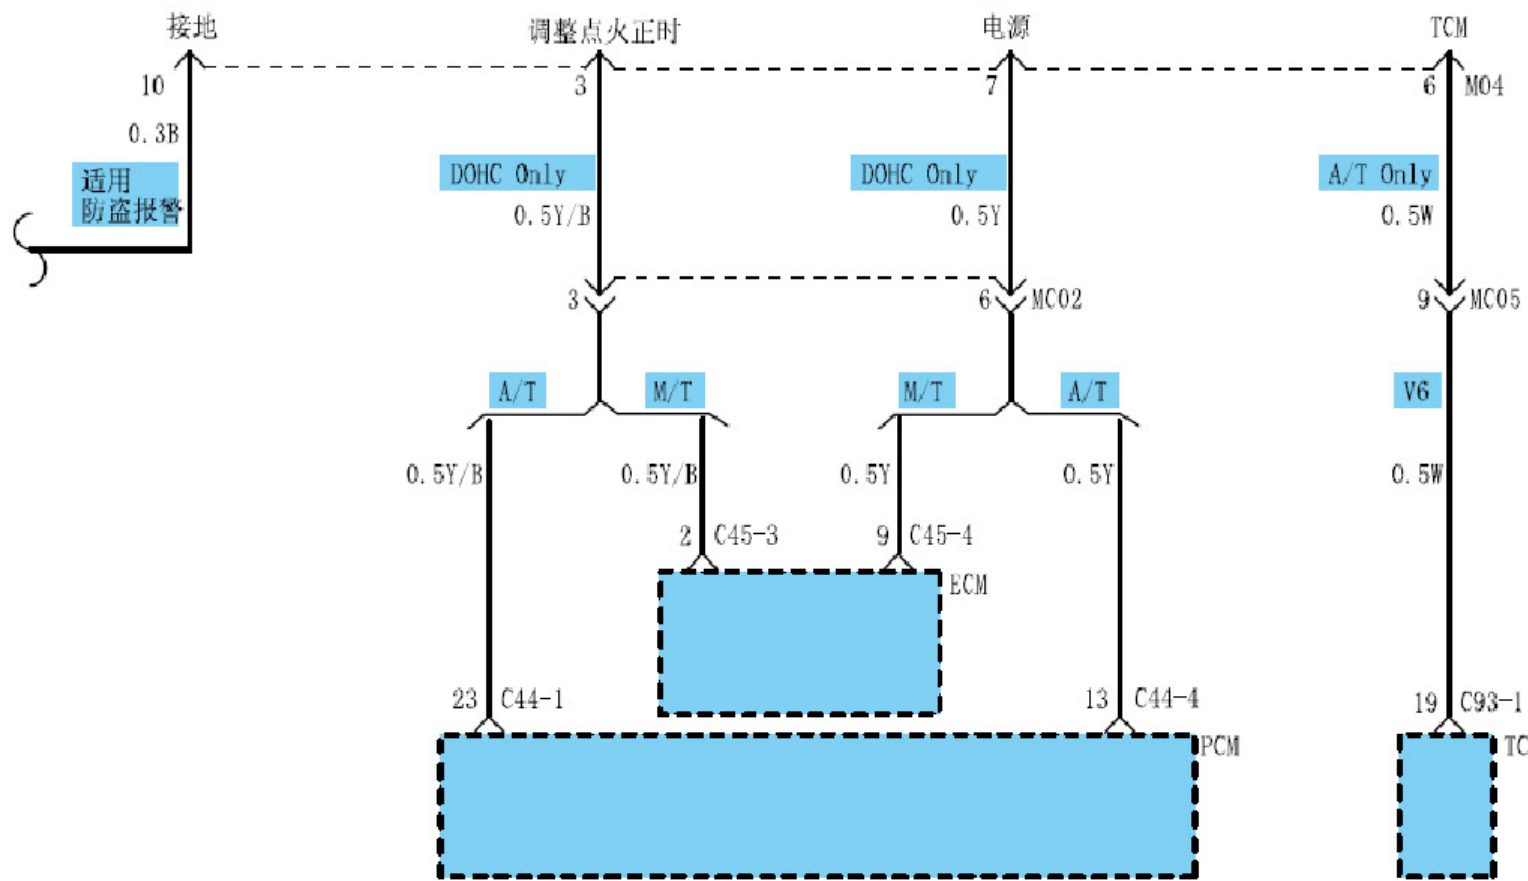 接地
调整点火正时
电源
TCM
10
3
7
6
M04
0.3B
适用
防盗报警
DOHC Only
DOHC Only
A/T Only
0.5Y/B
0.5Y
0.5W
3
6
MC02
9
MC05
A/T
M/T
M/T
A/T
V6
0.5Y/B
0.5Y/B
0.5Y
0.5Y
0.5W
2
C45-3
9
C45-4
ECM
23
C44-1
13
C44-4
19
C93-1
PCM
TC